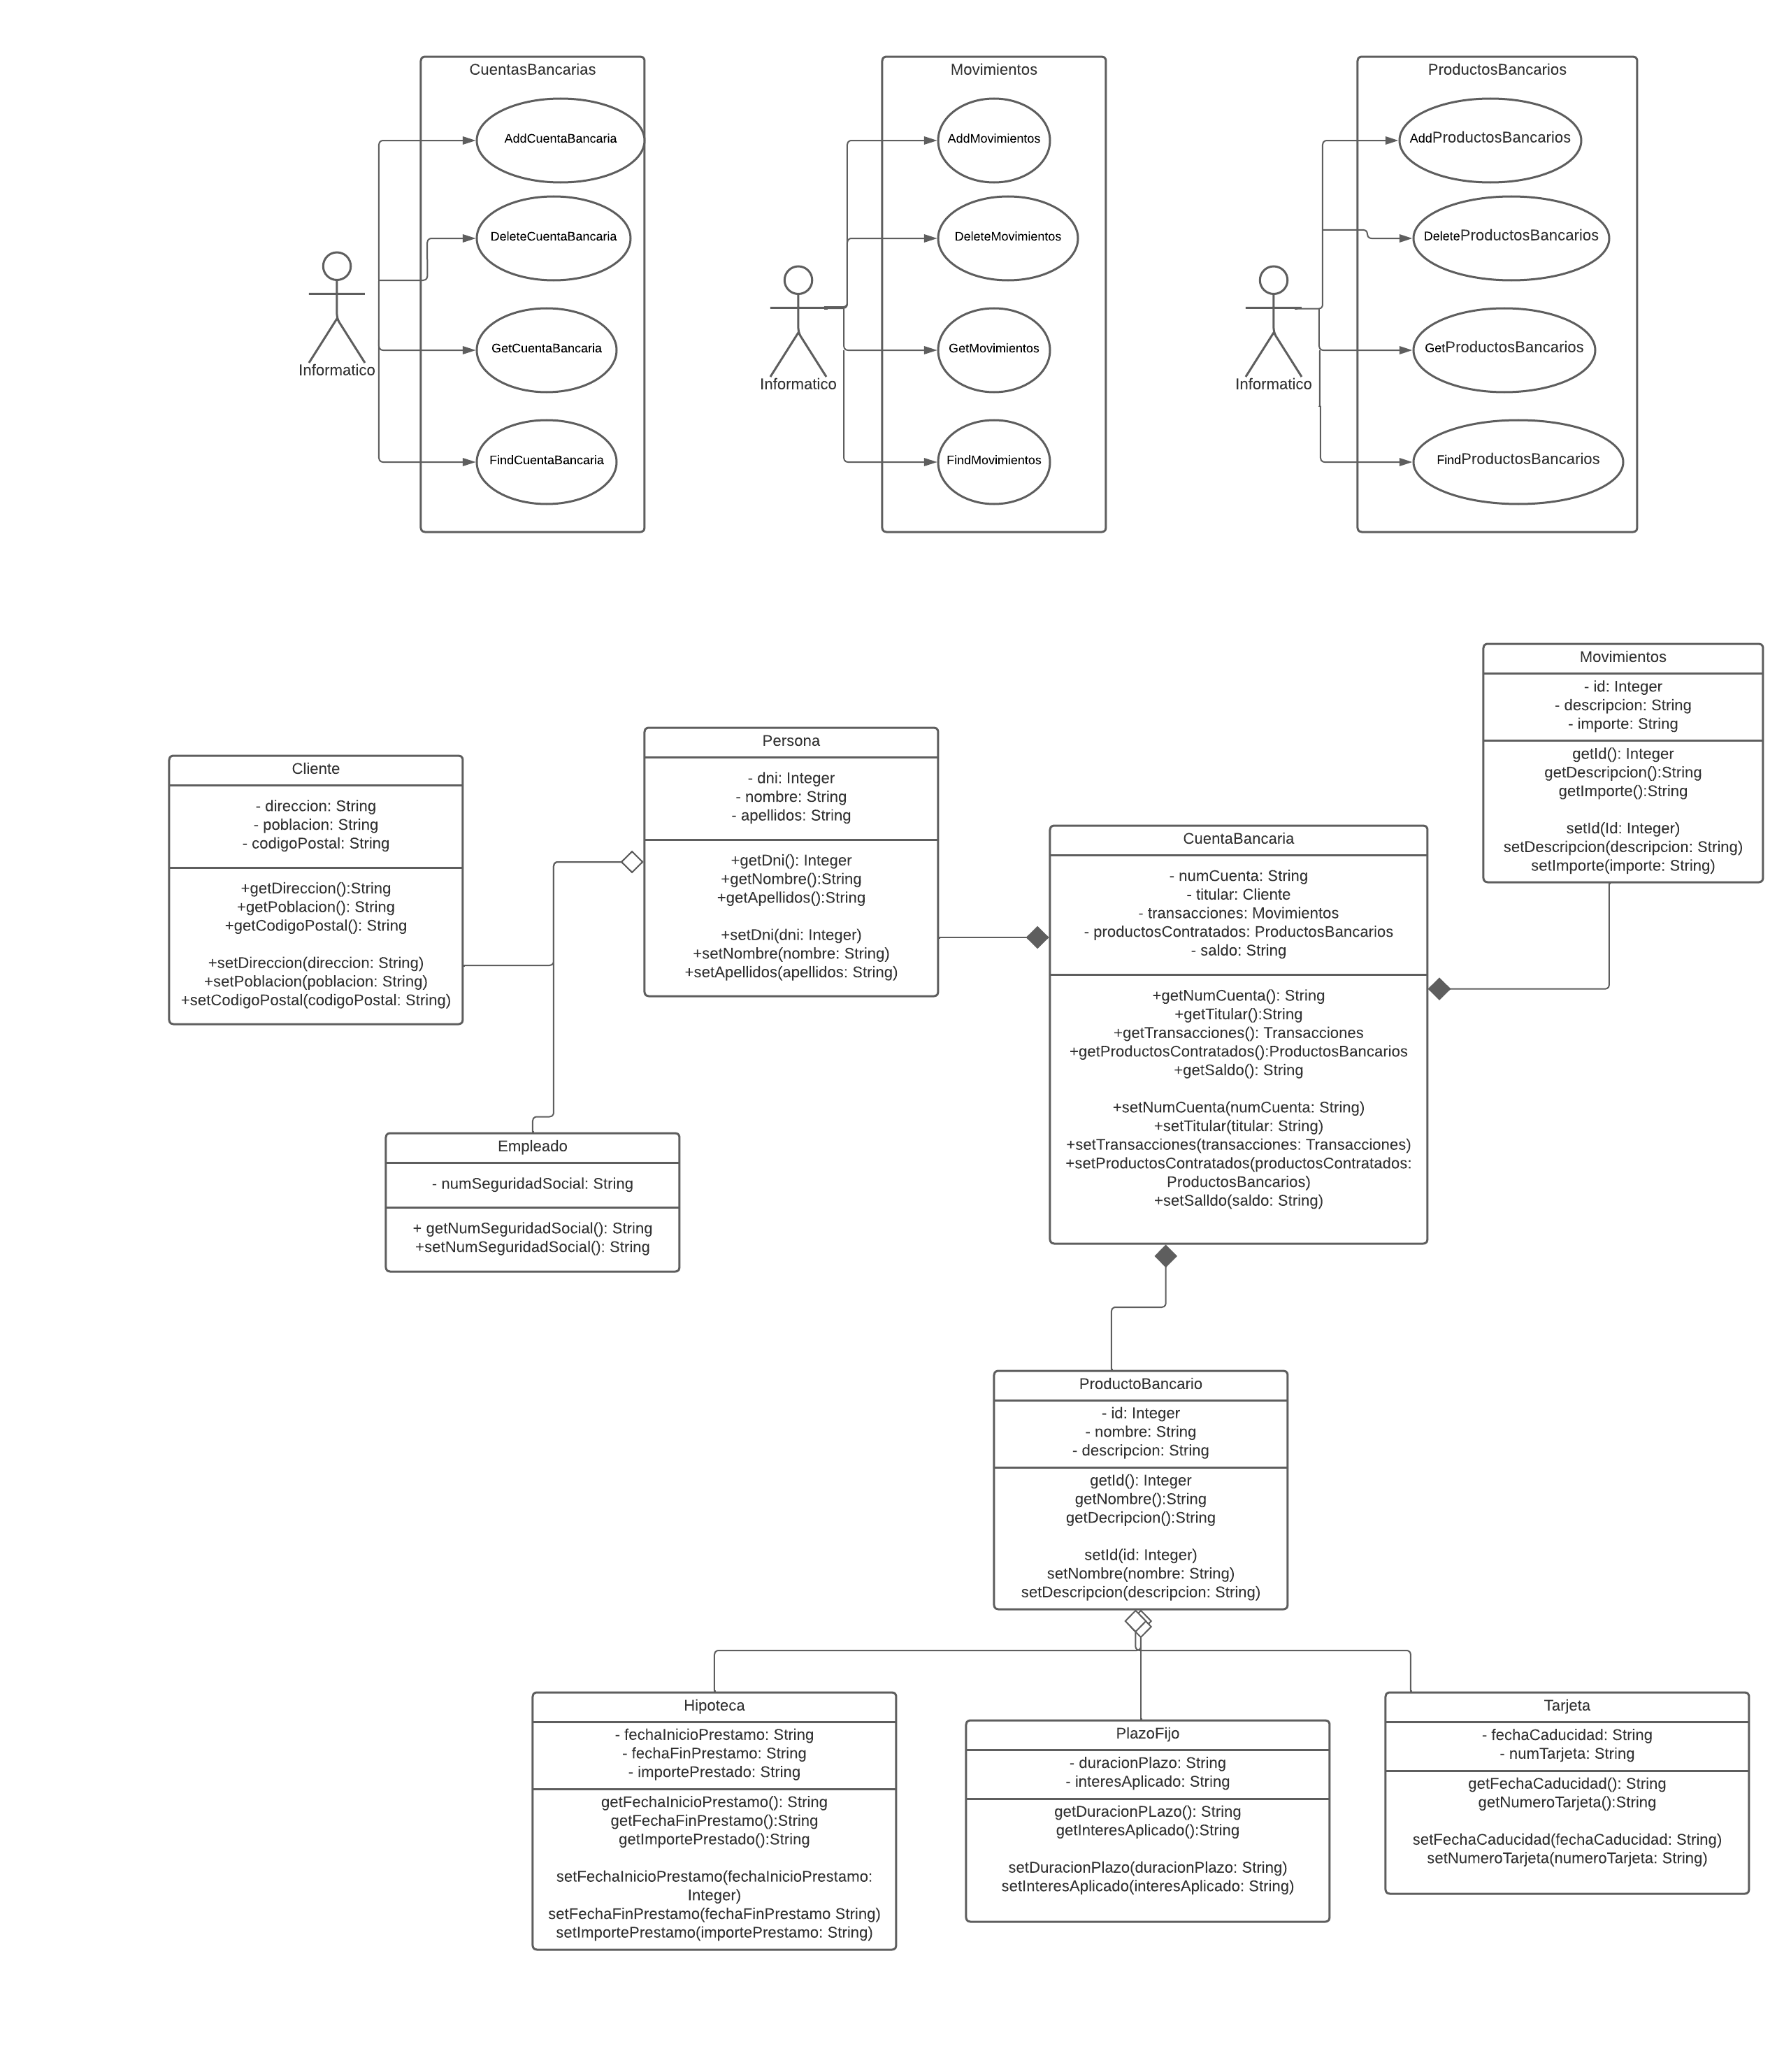 CuentasBancarias
AddCuentaBancaria
DeleteCuentaBancaria
GetCuentaBancaria
FindCuentaBancaria
Informatico
Movimientos
AddMovimientos
DeleteMovimientos
GetMovimientos
FindMovimientos
Informatico
ProductosBancarios
AddProductosBancarios
DeleteProductosBancarios
GetProductosBancarios
FindProductosBancarios
Informatico
Cliente
- direccion: String
- poblacion: String
- codigoPostal: String
+getDireccion():String
+getPoblacion(): String
+getCodigoPostal(): String
+setDireccion(direccion: String)
+setPoblacion(poblacion: String)
+setCodigoPostal(codigoPostal: String)
Persona
- dni: Integer
- nombre: String
- apellidos: String
+getDni(): Integer
+getNombre():String
+getApellidos():String
+setDni(dni: Integer)
+setNombre(nombre: String)
+setApellidos(apellidos: String)
Empleado
- numSeguridadSocial: String
+ getNumSeguridadSocial(): String
+setNumSeguridadSocial(): String
CuentaBancaria
- numCuenta: String
- titular: Cliente
- transacciones: Movimientos
- productosContratados: ProductosBancarios
- saldo: String
+getNumCuenta(): String
+getTitular():String
+getTransacciones(): Transacciones
+getProductosContratados():ProductosBancarios
+getSaldo(): String
+setNumCuenta(numCuenta: String)
+setTitular(titular: String)
+setTransacciones(transacciones: Transacciones)
+setProductosContratados(productosContratados:
ProductosBancarios)
+setSalldo(saldo: String)
Movimientos
- id: Integer
- descripcion: String
- importe: String
getId(): Integer
getDescripcion():String
getImporte():String
setId(Id: Integer)
setDescripcion(descripcion: String)
setImporte(importe: String)
ProductoBancario
- id: Integer
- nombre: String
- descripcion: String
getId(): Integer
getNombre():String
getDecripcion():String
setId(id: Integer)
setNombre(nombre: String)
setDescripcion(descripcion: String)
Hipoteca
- fechaInicioPrestamo: String
- fechaFinPrestamo: String
- importePrestado: String
getFechaInicioPrestamo(): String
getFechaFinPrestamo():String
getImportePrestado():String
setFechaInicioPrestamo(fechaInicioPrestamo:
Integer)
setFechaFinPrestamo(fechaFinPrestamo String)
setImportePrestamo(importePrestamo: String)
PlazoFijo
- duracionPlazo: String
- interesAplicado: String
getDuracionPLazo(): String
getInteresAplicado():String
setDuracionPlazo(duracionPlazo: String)
setInteresAplicado(interesAplicado: String)
Tarjeta
- fechaCaducidad: String
- numTarjeta: String
getFechaCaducidad(): String
getNumeroTarjeta():String
setFechaCaducidad(fechaCaducidad: String)
setNumeroTarjeta(numeroTarjeta: String)